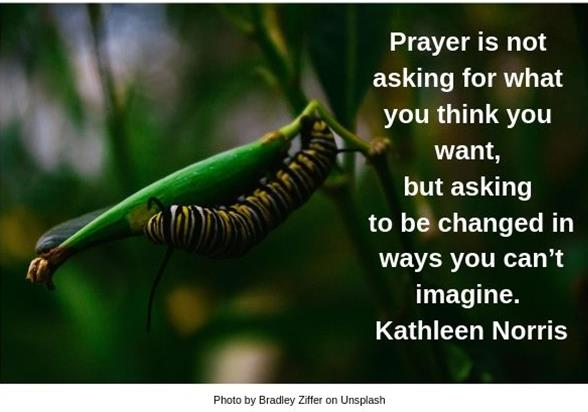 Prayer is not
asking for what
you think you
want,
but asking
to be changed in
ways you can’t
imagine.
Kathleen Norris
Photo by Bradley Ziffer on Unsplash